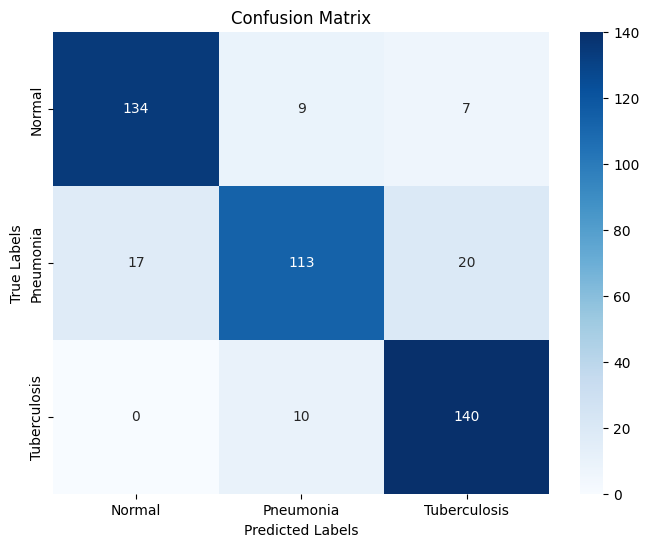 Confusion Matrix
True Labels
Normal
Pneumonia
Tuberculosis
134 9 7
17 113 20
0 10 140
Normal Pneumonia Tuberculosis
Predicted Labels
140
120
100
80
60
40
20
0